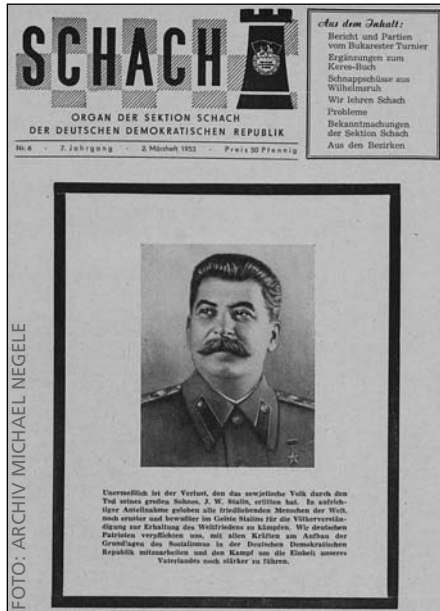 SCHACH
ORGAN DER SEKTION SCHACH
DER DEUTSCHEN DEMOKRATISCHEN REPUBLIK
Nr. 6 · 7. Jahrgang · 2. Märzheft 1953 · Preis 50 Pfennig
Aus dem Inhalt:
Bericht und Partien
vom Bukarester Turnier
Ergänzungen zum
Keres-Buch
Schnappschüsse aus
Wilhelmsruh
Wir lehren Schach
Probleme
Bekanntmachungen
der Sektion Schach
Aus den Bezirken
Unermeßlich ist der Verlust, den das sowjetische Volk durch den
Tod seines großen Sohnes, J. W. Stalin, erlitten hat. In aufrich-
tiger Anteilnahme geloben alle friedliebenden Menschen der Welt,
noch ernster und bewußter im Geiste Stalins für die Völkerverstän-
digung zur Erhaltung des Weltfriedens zu kämpfen. Wir deutschen
Patrioten verpflichten uns, mit allen Kräften am Aufbau der
Grundlagen des Sozialismus in der Deutschen Demokratischen
Republik mitzuarbeiten und den Kampf um die Einheit unseres
Vaterlandes noch stärker zu führen.
FOTO: ARCHIV MICHAEL NEGELE